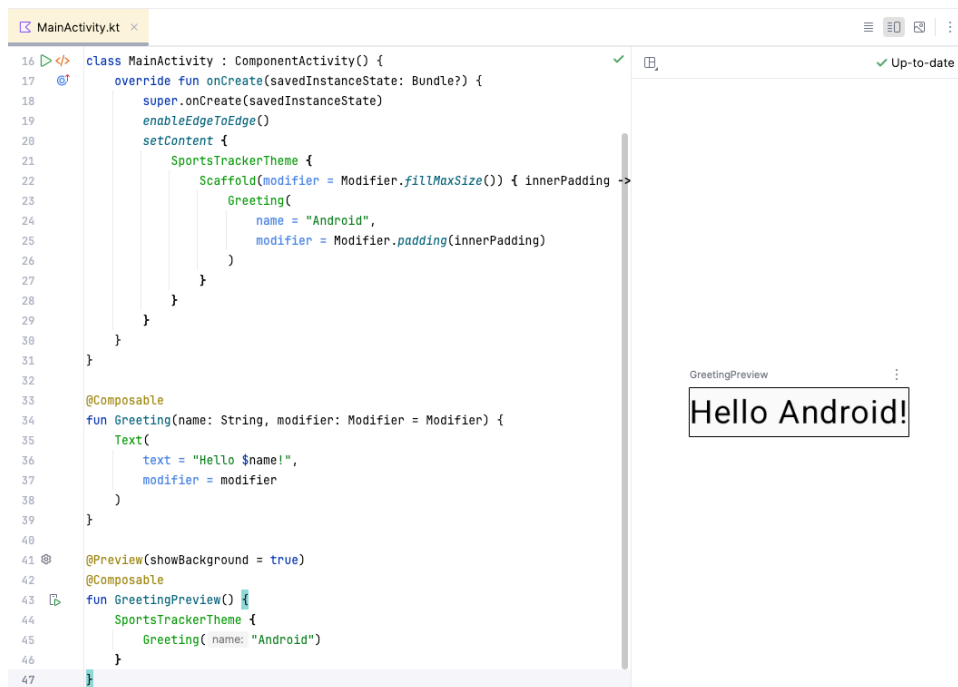 MainActivity.kt
Up-to-date
16 class MainActivity : ComponentActivity() {
17     override fun onCreate(savedInstanceState: Bundle?) {
18         super.onCreate(savedInstanceState)
19         enableEdgeToEdge()
20         setContent {
21             SportsTrackerTheme {
22                 Scaffold(modifier = Modifier.fillMaxSize()) { innerPadding ->
23                     Greeting(
24                         name = "Android",
25                         modifier = Modifier.padding(innerPadding)
26                     )
27                 }
28             }
29         }
30     }
31 }
32
33 @Composable
34 fun Greeting(name: String, modifier: Modifier = Modifier) {
35     Text(
36         text = "Hello $name!",
37         modifier = modifier
38     )
39 }
40
41 @Preview(showBackground = true)
42 @Composable
43 fun GreetingPreview() {
44     SportsTrackerTheme {
45         Greeting( name: "Android")
46     }
47 }
GreetingPreview
Hello Android!